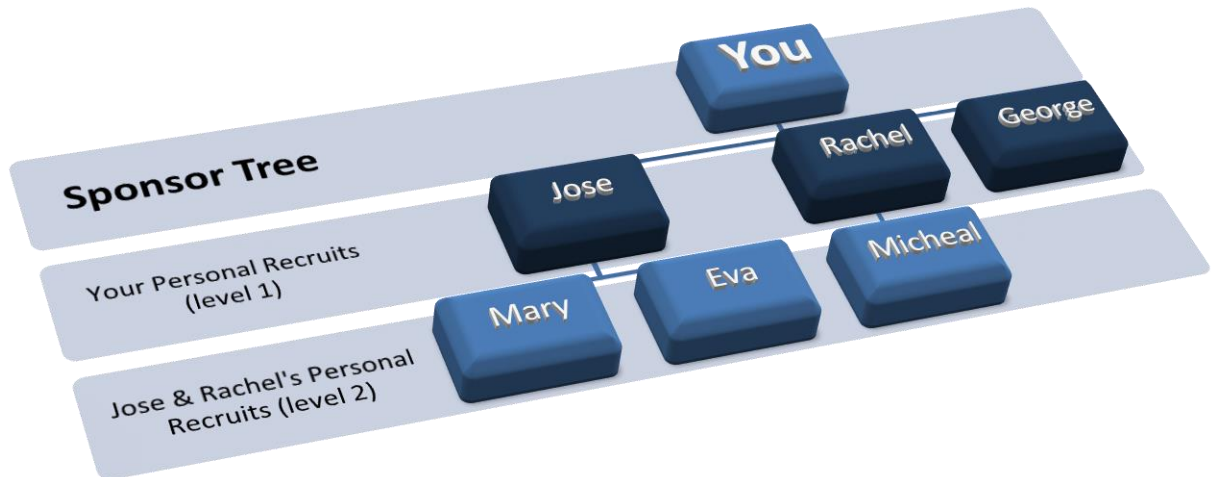 You
Sponsor Tree
Jose
Rachel
George
Your Personal Recruits
(level 1)
Mary
Eva
Micheal
Jose & Rachel's Personal
Recruits (level 2)